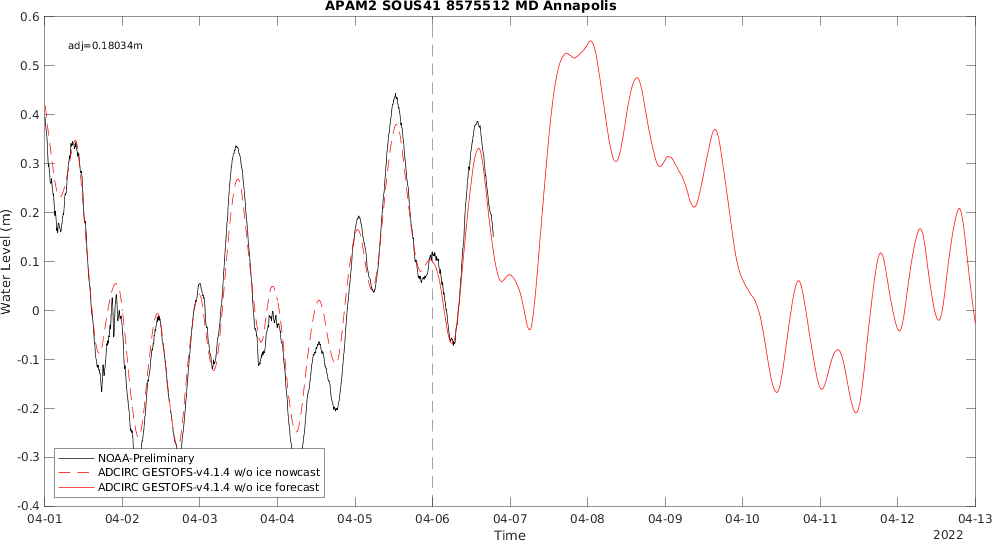 APAM2 SOUS41 8575512 MD Annapolis
adj=0.18034m
0.6
0.5
0.4
0.3
0.2
0.1
0
-0.1
-0.2
-0.3
-0.4
Water Level (m)
NOAA-Preliminary
ADCIRC GESTOFS-v4.1.4 w/o ice nowcast
ADCIRC GESTOFS-v4.1.4 w/o ice forecast
04-01 04-02 04-03 04-04 04-05 04-06 04-07 04-08 04-09 04-10 04-11 04-12 04-13
Time
2022